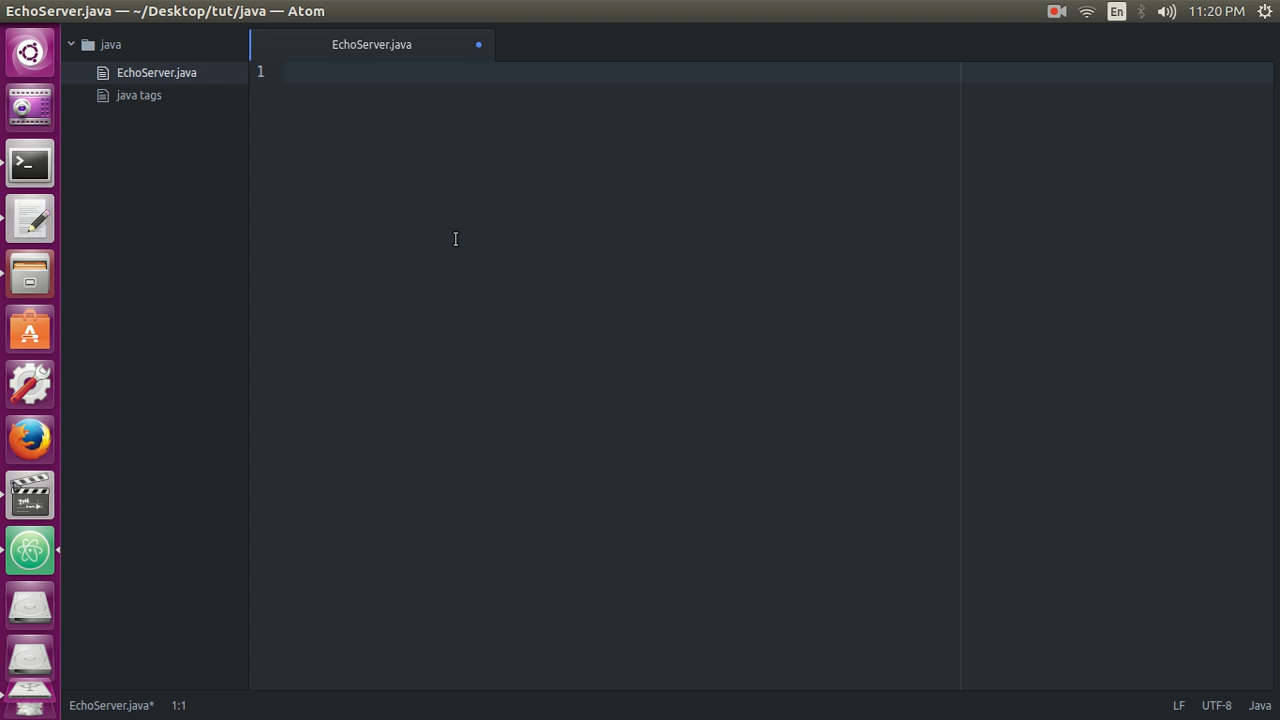 EchoServer.java — ~/Desktop/tut/java — Atom
En
11:20 PM
java
EchoServer.java
EchoServer.java
java tags
1
>_
EchoServer.java* 1:1
LF UTF-8 Java